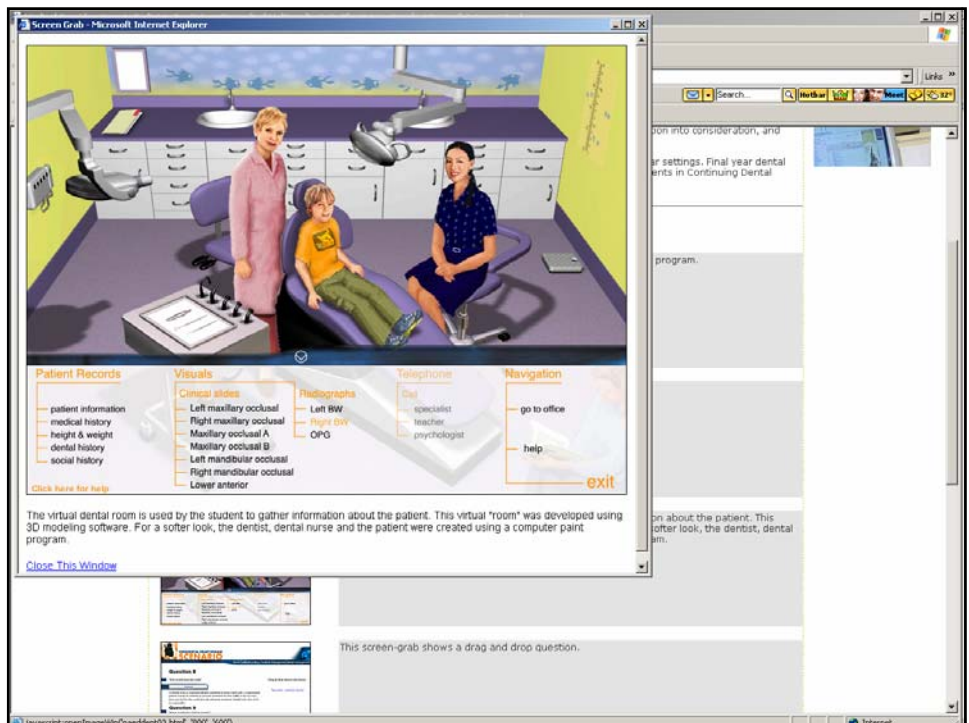 Screen Grab - Microsoft Internet Explorer
Links »
Search...
Hotbar
Meet
32°
Patient Records
patient information
medical history
height & weight
dental history
social history
Click here for help
Visuals
Clinical slides
Left maxillary occlusal
Right maxillary occlusal
Maxillary occlusal A
Maxillary occlusal B
Left mandibular occlusal
Right mandibular occlusal
Lower anterior
Radiographs
Left BW
Right BW
OPG
Telephone
Call
specialist
teacher
psychologist
Navigation
go to office
help
exit
The virtual dental room is used by the student to gather information about the patient. This virtual "room" was developed using
3D modeling software. For a softer look, the dentist, dental nurse and the patient were created using a computer paint
program.
Close This Window
on into consideration, and
ar settings. Final year dental
ents in Continuing Dental
program.
on about the patient. This
softer look, the dentist, dental
am.
This screen-grab shows a drag and drop question.
SCENARIO
Question 8
Internet